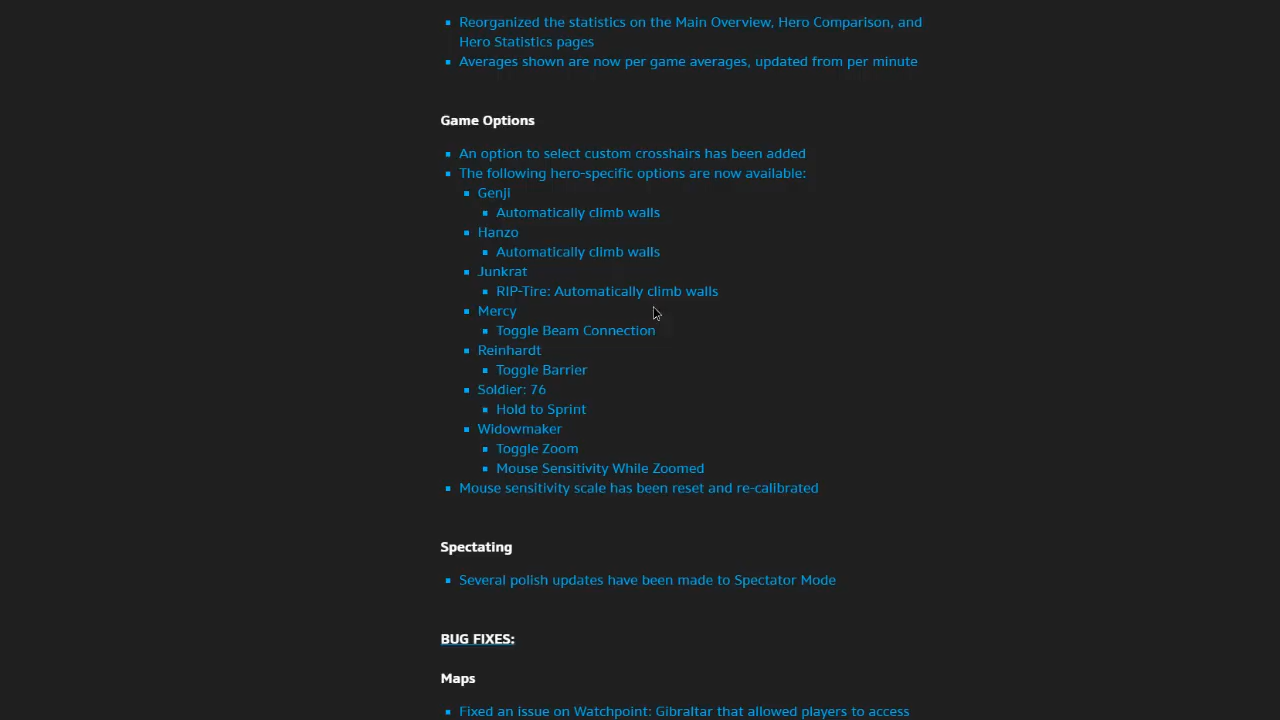 Reorganized the statistics on the Main Overview, Hero Comparison, and
Hero Statistics pages
Averages shown are now per game averages, updated from per minute
Game Options
An option to select custom crosshairs has been added
The following hero-specific options are now available:
Genji
Automatically climb walls
Hanzo
Automatically climb walls
Junkrat
RIP-Tire: Automatically climb walls
Mercy
Toggle Beam Connection
Reinhardt
Toggle Barrier
Soldier: 76
Hold to Sprint
Widowmaker
Toggle Zoom
Mouse Sensitivity While Zoomed
Mouse sensitivity scale has been reset and re-calibrated
Spectating
Several polish updates have been made to Spectator Mode
BUG FIXES:
Maps
Fixed an issue on Watchpoint: Gibraltar that allowed players to access